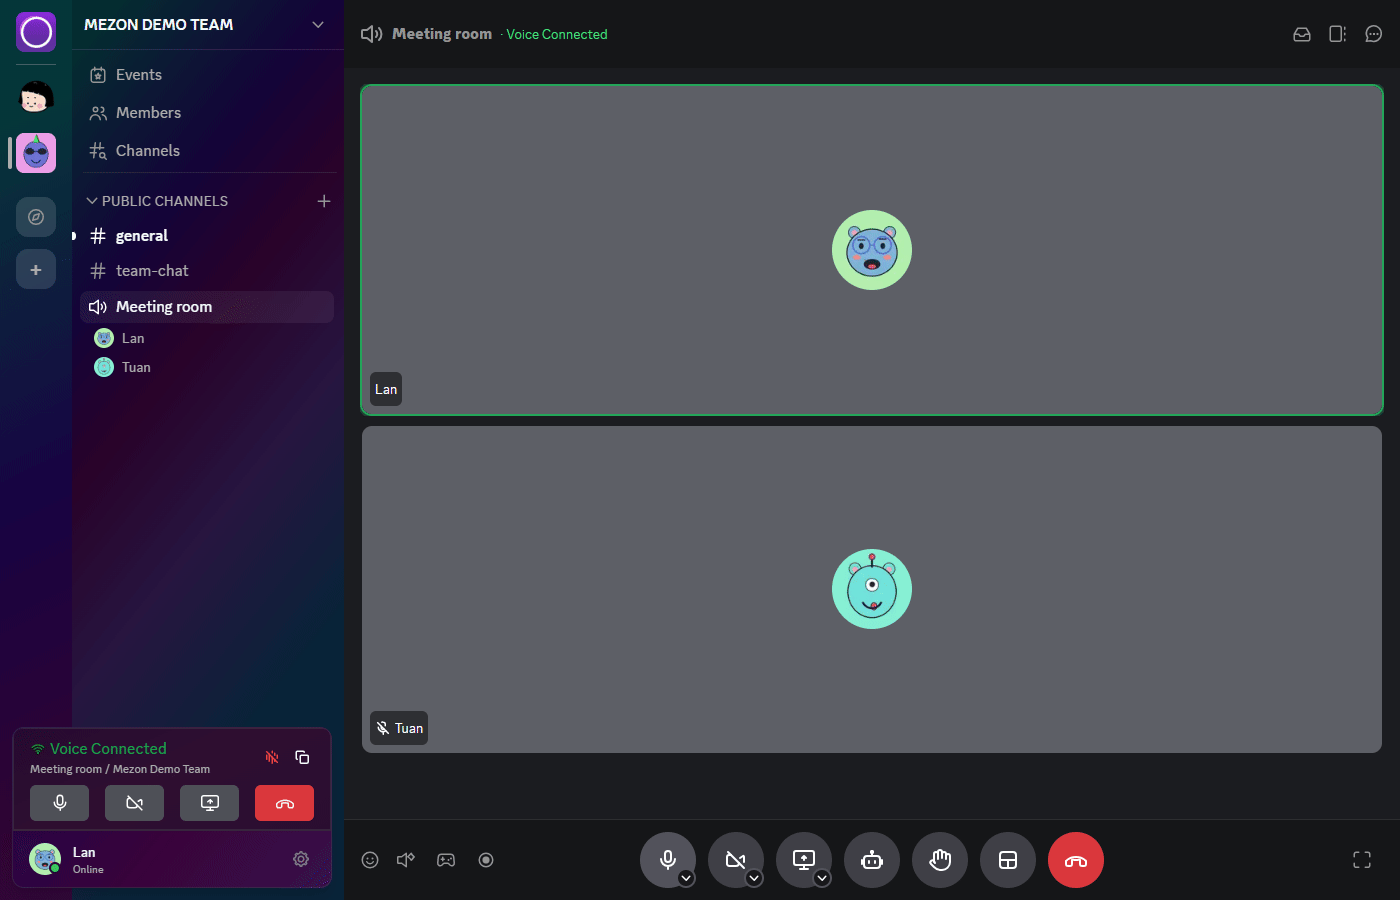 MEZON DEMO TEAM
Events
Members
Channels
PUBLIC CHANNELS
general
team-chat
Meeting room
Lan
Tuan
Voice Connected
Meeting room / Mezon Demo Team
Lan
Online
Meeting room · Voice Connected
Lan
Tuan